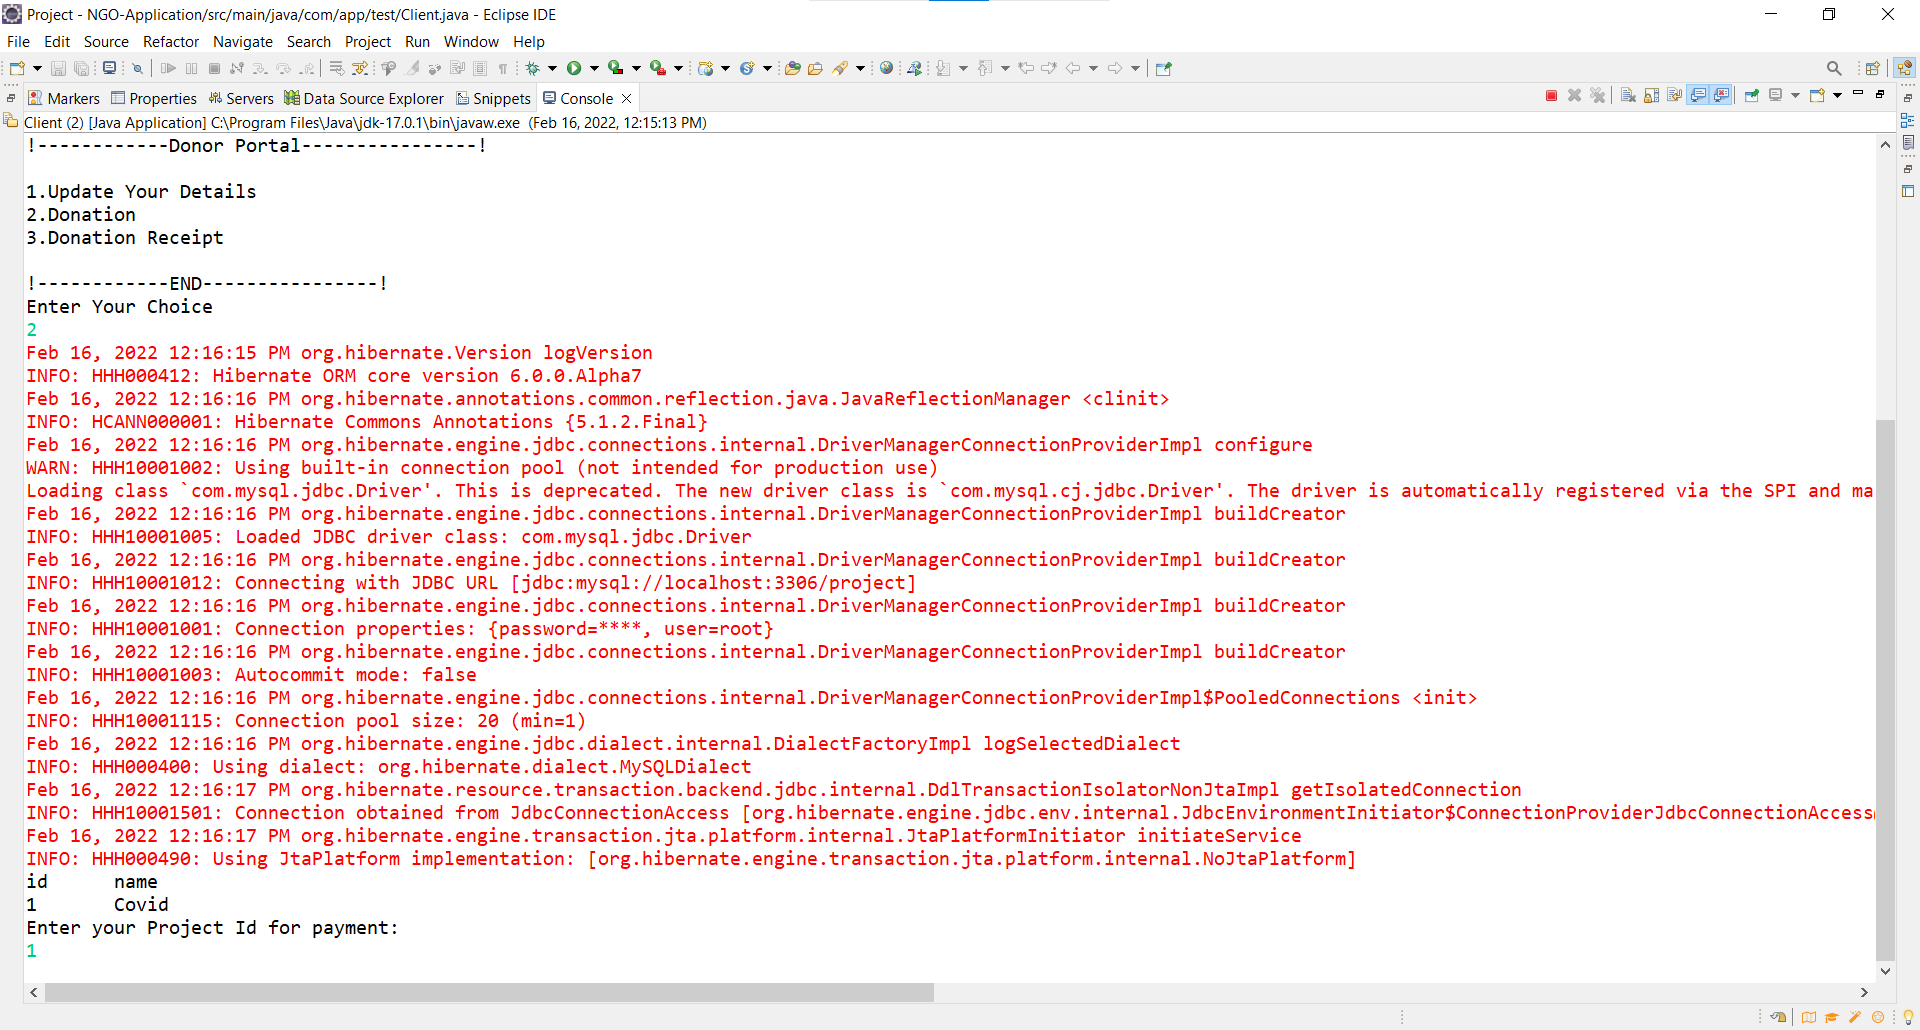 Project - NGO-Application/src/main/java/com/app/test/Client.java - Eclipse IDE
File Edit Source Refactor Navigate Search Project Run Window Help
Markers Properties Servers Data Source Explorer Snippets Console
Client (2) [Java Application] C:\Program Files\Java\jdk-17.0.1\bin\javaw.exe (Feb 16, 2022, 12:15:13 PM)
!------------Donor Portal----------------!
1.Update Your Details
2.Donation
3.Donation Receipt
!------------END----------------!
Enter Your Choice
2
Feb 16, 2022 12:16:15 PM org.hibernate.Version logVersion
INFO: HHH000412: Hibernate ORM core version 6.0.0.Alpha7
Feb 16, 2022 12:16:16 PM org.hibernate.annotations.common.reflection.java.JavaReflectionManager <clinit>
INFO: HCANN000001: Hibernate Commons Annotations {5.1.2.Final}
Feb 16, 2022 12:16:16 PM org.hibernate.engine.jdbc.connections.internal.DriverManagerConnectionProviderImpl configure
WARN: HHH10001002: Using built-in connection pool (not intended for production use)
Loading class `com.mysql.jdbc.Driver'. This is deprecated. The new driver class is `com.mysql.cj.jdbc.Driver'. The driver is automatically registered via the SPI and ma
Feb 16, 2022 12:16:16 PM org.hibernate.engine.jdbc.connections.internal.DriverManagerConnectionProviderImpl buildCreator
INFO: HHH10001005: Loaded JDBC driver class: com.mysql.jdbc.Driver
Feb 16, 2022 12:16:16 PM org.hibernate.engine.jdbc.connections.internal.DriverManagerConnectionProviderImpl buildCreator
INFO: HHH10001012: Connecting with JDBC URL [jdbc:mysql://localhost:3306/project]
Feb 16, 2022 12:16:16 PM org.hibernate.engine.jdbc.connections.internal.DriverManagerConnectionProviderImpl buildCreator
INFO: HHH10001001: Connection properties: {password=****, user=root}
Feb 16, 2022 12:16:16 PM org.hibernate.engine.jdbc.connections.internal.DriverManagerConnectionProviderImpl buildCreator
INFO: HHH10001003: Autocommit mode: false
Feb 16, 2022 12:16:16 PM org.hibernate.engine.jdbc.connections.internal.DriverManagerConnectionProviderImpl$PooledConnections <init>
INFO: HHH10001115: Connection pool size: 20 (min=1)
Feb 16, 2022 12:16:16 PM org.hibernate.engine.jdbc.dialect.internal.DialectFactoryImpl logSelectedDialect
INFO: HHH000400: Using dialect: org.hibernate.dialect.MySQLDialect
Feb 16, 2022 12:16:17 PM org.hibernate.resource.transaction.backend.jdbc.internal.DdlTransactionIsolatorNonJtaImpl getIsolatedConnection
INFO: HHH10001501: Connection obtained from JdbcConnectionAccess [org.hibernate.engine.jdbc.env.internal.JdbcEnvironmentInitiator$ConnectionProviderJdbcConnectionAccess
Feb 16, 2022 12:16:17 PM org.hibernate.engine.transaction.jta.platform.internal.JtaPlatformInitiator initiateService
INFO: HHH000490: Using JtaPlatform implementation: [org.hibernate.engine.transaction.jta.platform.internal.NoJtaPlatform]
id name
1 Covid
Enter your Project Id for payment:
1